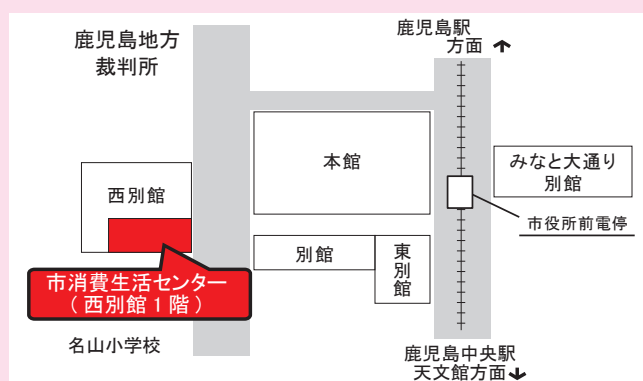 鹿児島地方
裁判所
鹿児島駅
方面
本館
みなと大通り
別館
西別館
市役所前電停
別館
東別館
市消費生活センター
(西別館1階)
名山小学校
鹿児島中央駅
天文館方面